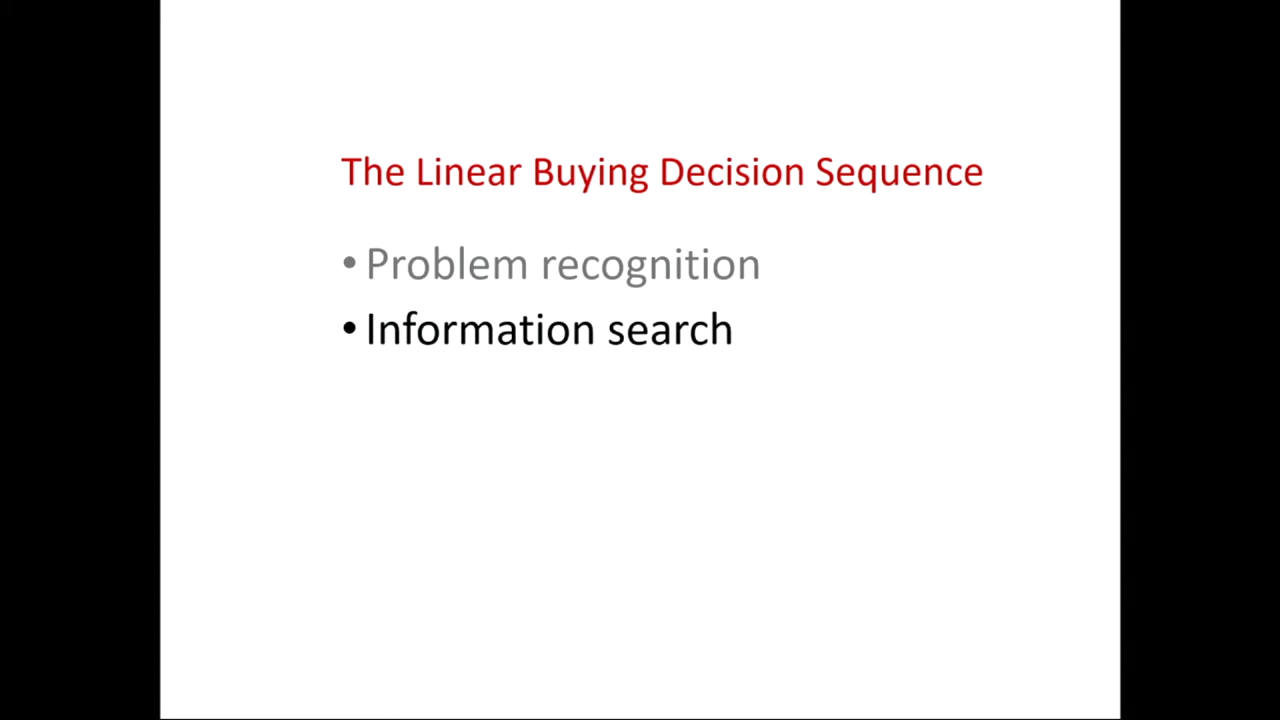 The Linear Buying Decision Sequence
• Problem recognition
• Information search